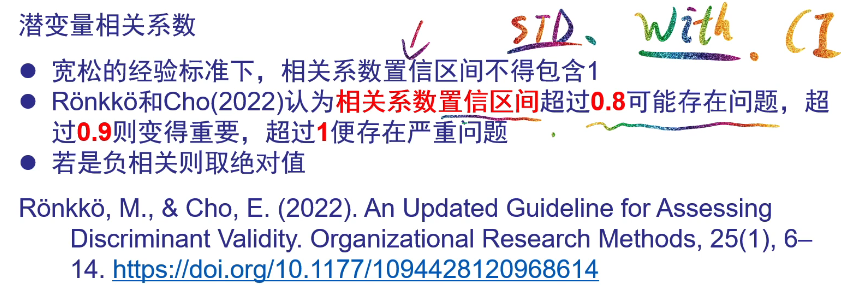 潜变量相关系数
STD、With. CI
● 宽松的经验标准下，相关系数置信区间不得包含1
● Rönkkö和Cho(2022)认为相关系数置信区间超过0.8可能存在问题，超
过0.9则变得重要，超过1便存在严重问题
● 若是负相关则取绝对值
Rönkkö, M., & Cho, E. (2022). An Updated Guideline for Assessing
Discriminant Validity. Organizational Research Methods, 25(1), 6–
14. https://doi.org/10.1177/1094428120968614